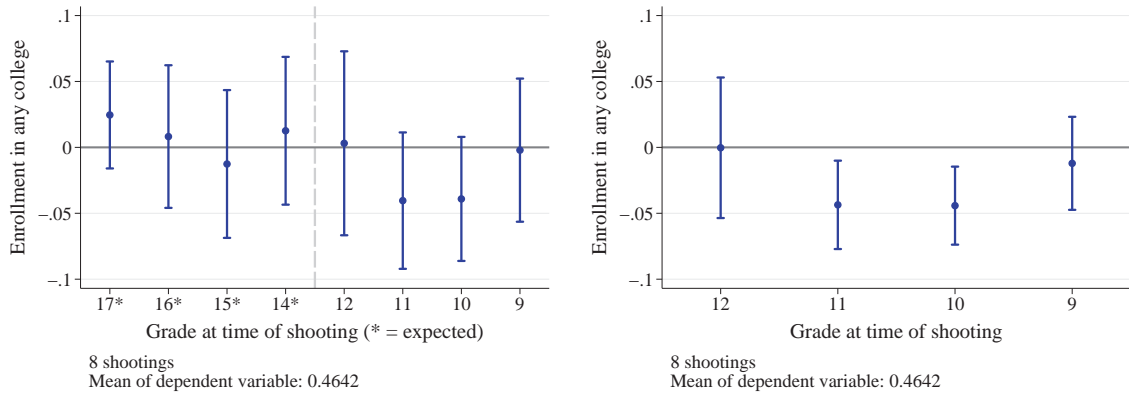 .1
.05
0
−.05
−.1
Enrollment in any college
17* 16* 15* 14* 12 11 10 9
Grade at time of shooting (* = expected)
8 shootings
Mean of dependent variable: 0.4642
.1
.05
0
−.05
−.1
Enrollment in any college
12 11 10 9
Grade at time of shooting
8 shootings
Mean of dependent variable: 0.4642